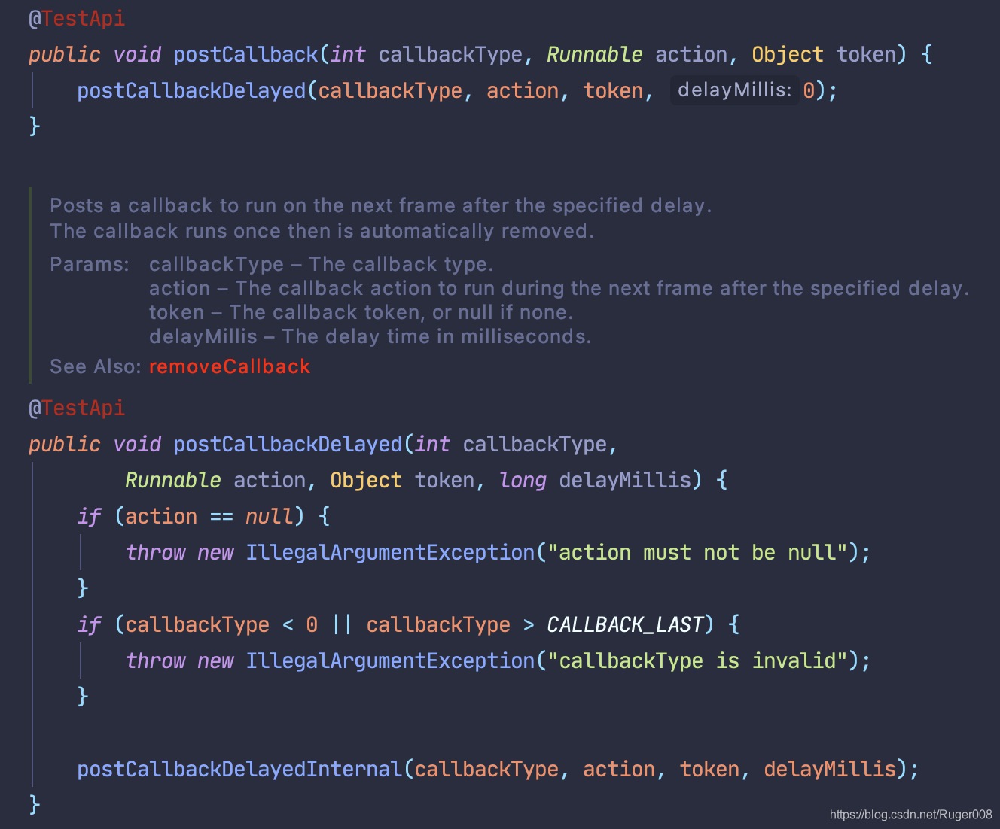 @TestApi
public void postCallback(int callbackType, Runnable action, Object token) {
postCallbackDelayed(callbackType, action, token, delayMillis: 0);
}
Posts a callback to run on the next frame after the specified delay.
The callback runs once then is automatically removed.
Params: callbackType – The callback type.
action – The callback action to run during the next frame after the specified delay.
token – The callback token, or null if none.
delayMillis – The delay time in milliseconds.
See Also: removeCallback
@TestApi
public void postCallbackDelayed(int callbackType,
Runnable action, Object token, long delayMillis) {
if (action == null) {
throw new IllegalArgumentException("action must not be null");
}
if (callbackType < 0 || callbackType > CALLBACK_LAST) {
throw new IllegalArgumentException("callbackType is invalid");
}
postCallbackDelayedInternal(callbackType, action, token, delayMillis);
}
https://blog.csdn.net/Ruger008